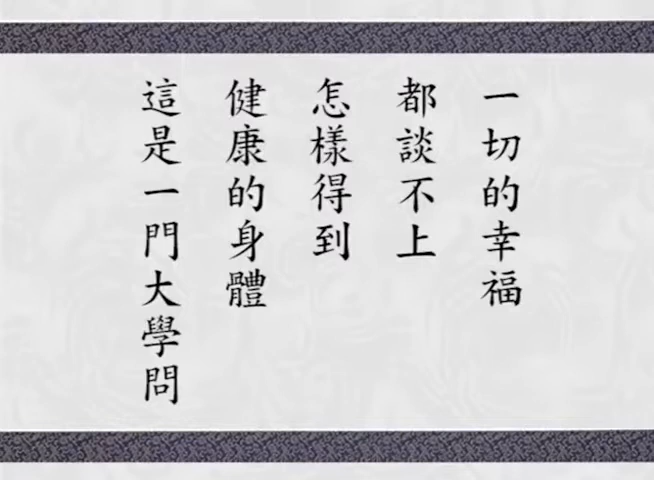 一切的幸福
都談不上
怎樣得到
健康的身體
這是一門大學問